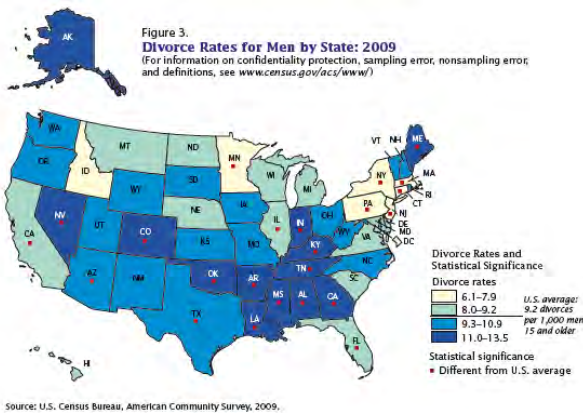 Figure 3.
Divorce Rates for Men by State: 2009
(For information on confidentiality protection, sampling error, nonsampling error,
and definitions, see www.census.gov/acs/www/)
AK
WA
MT
ND
MN
VT NH
ME
OR
ID
WY
SD
WI
MI
NY
MA
RI
CT
NV
UT
CO
NE
IA
IL
IN
OH
PA
NJ
DE
MD
DC
CA
KS
MO
KY
WV
VA
AZ
NM
OK
AR
TN
NC
SC
TX
LA
MS
AL
GA
FL
HI
Divorce Rates and
Statistical Significance
Divorce rates
6.1–7.9
8.0–9.2
9.3–10.9
11.0–13.5
U.S. average:
9.2 divorces
per 1,000 men
15 and older
Statistical significance
Different from U.S. average
Source: U.S. Census Bureau, American Community Survey, 2009.